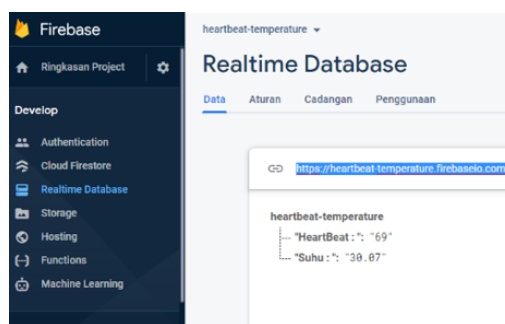 Firebase
Ringkasan Project
Develop
Authentication
Cloud Firestore
Realtime Database
Storage
Hosting
Functions
Machine Learning
heartbeat-temperature
Realtime Database
Data Aturan Cadangan Penggunaan
https://heartbeat-temperature.firebaseio.com
heartbeat-temperature
"HeartBeat : ": "69"
"Suhu : ": "30.07"